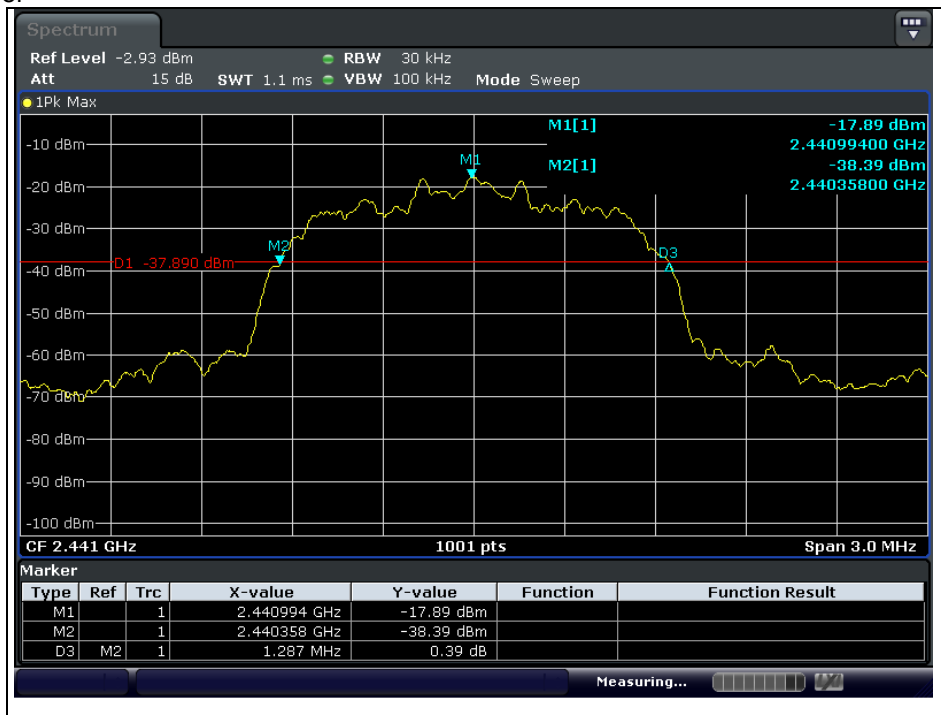 Spectrum
Ref Level -2.93 dBm RBW 30 kHz
Att 15 dB SWT 1.1 ms VBW 100 kHz Mode Sweep
1Pk Max
M1[1] -17.89 dBm
2.44099400 GHz
M2[1] -38.39 dBm
2.44035800 GHz
-10 dBm
M1
-20 dBm
-30 dBm
M2
D3
D1 -37.890 dBm
-40 dBm
-50 dBm
-60 dBm
-70 dBm
-80 dBm
-90 dBm
-100 dBm
CF 2.441 GHz 1001 pts Span 3.0 MHz
Marker
Type Ref Trc X-value Y-value Function Function Result
M1 1 2.440994 GHz -17.89 dBm
M2 1 2.440358 GHz -38.39 dBm
D3 M2 1 1.287 MHz 0.39 dB
Measuring...